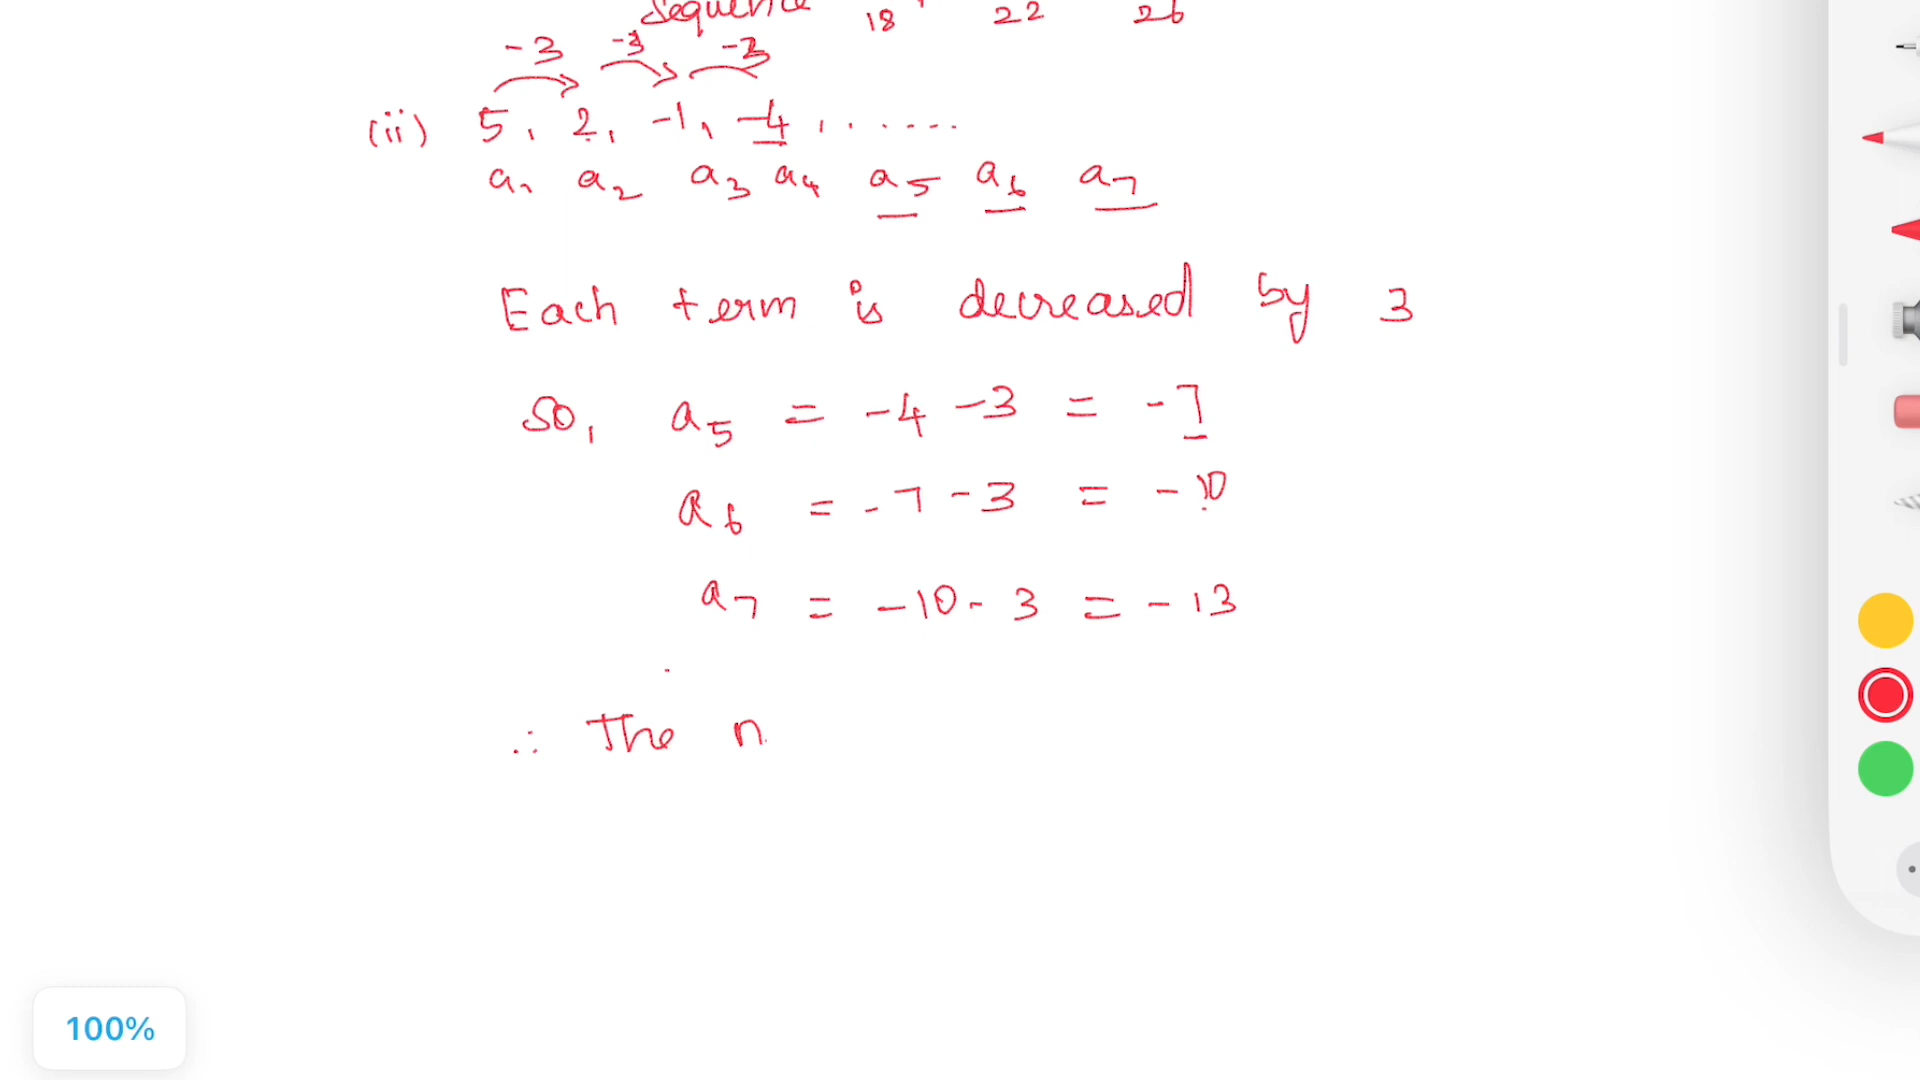 sequence 18, 22 26
-3 -3 -3
(ii) 5, 2, -1, -4, ......
a1 a2 a3 a4 a5 a6 a7
Each term is decreased by 3
So, a5 = -4 -3 = -7
a6 = -7 -3 = -10
a7 = -10 - 3 = -13
∴ The n
100%